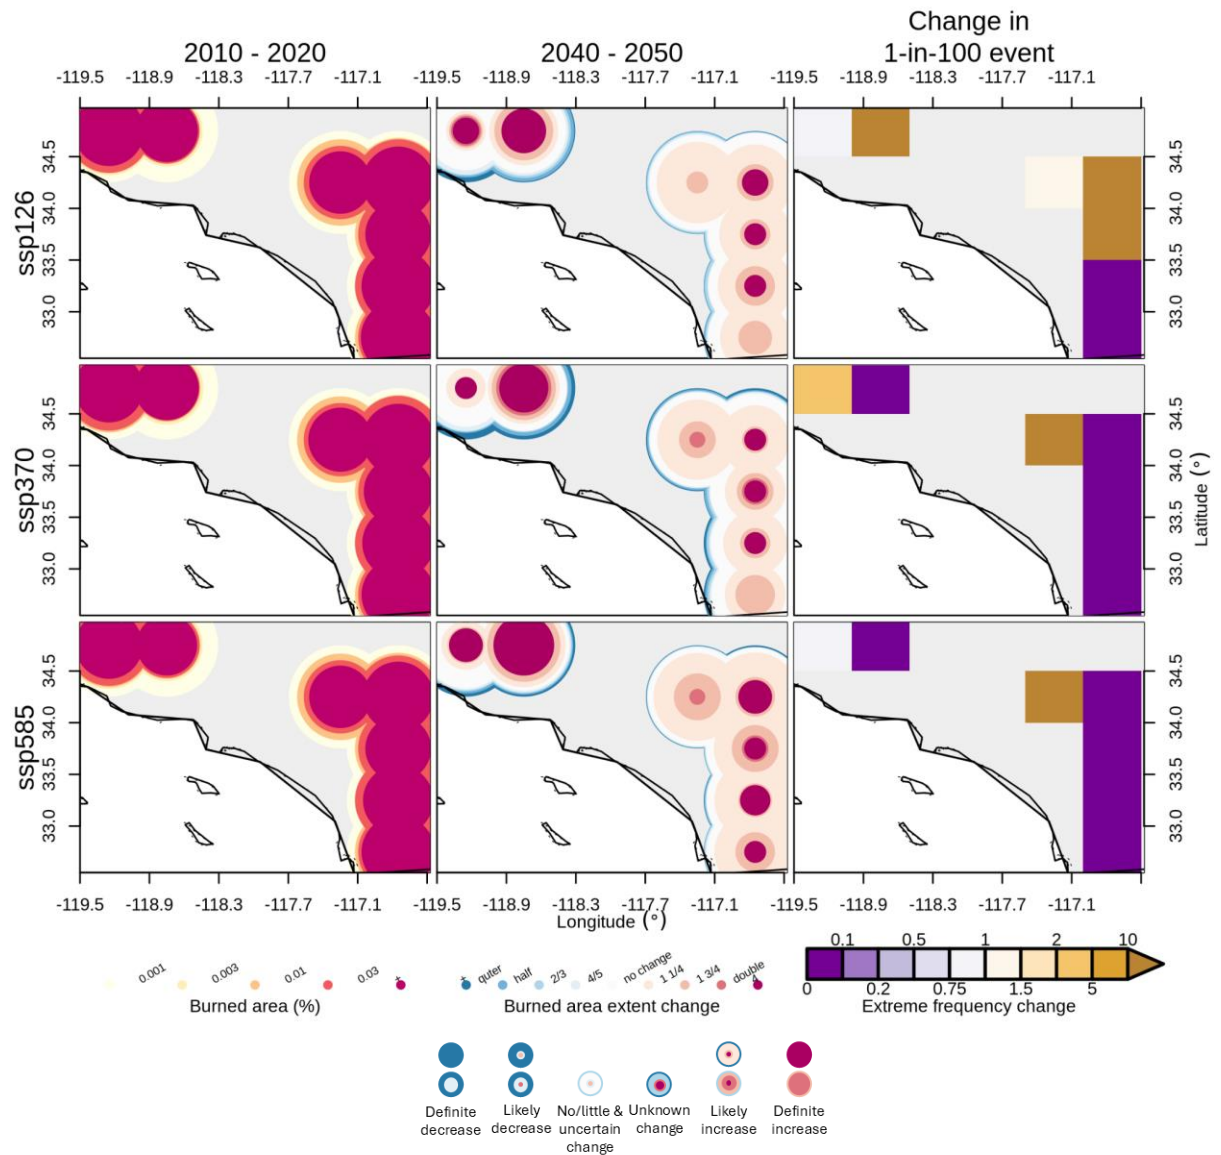 Change in
2010 - 2020 2040 - 2050 1-in-100 event
-119.5 -118.9 -118.3 -117.7 -117.1 -119.5 -118.9 -118.3 -117.7 -117.1 -119.5 -118.9 -118.3 -117.7 -117.1
ssp126
34.5 34.0 33.5 33.0
34.5 34.0 33.5 33.0
ssp370
34.5 34.0 33.5 33.0
34.5 34.0 33.5 33.0
Latitude (°)
ssp585
34.5 34.0 33.5 33.0
34.5 34.0 33.5 33.0
-119.5 -118.9 -118.3 -117.7 -117.1 -119.5 -118.9 -118.3 -117.7 -117.1 -119.5 -118.9 -118.3 -117.7 -117.1
Longitude (°)
0.1 0.5 1 2 10
0.001 0.003 0.01 0.03 +
+ quter half 2/3 4/5 no change 1 1/4 1 3/4 double
0 0.2 0.75 1.5 5
Burned area (%) Burned area extent change Extreme frequency change
Definite decrease
Likely decrease
No/little & uncertain change
Unknown change
Likely increase
Definite increase